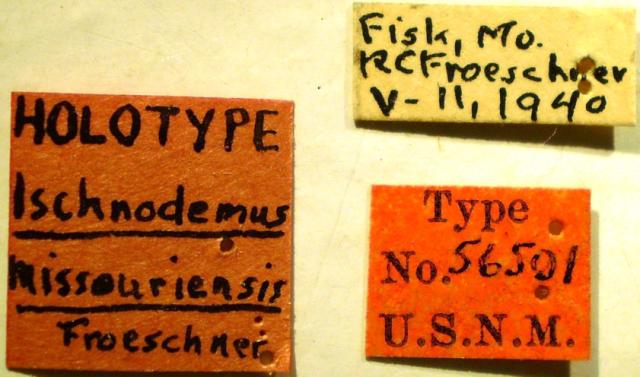 HOLOTYPE
Ischnodemus
missouriensis
Froeschner
Fisk, Mo.
RCFroeschner
V-11, 1940
Type
No. 56501
U.S.N.M.